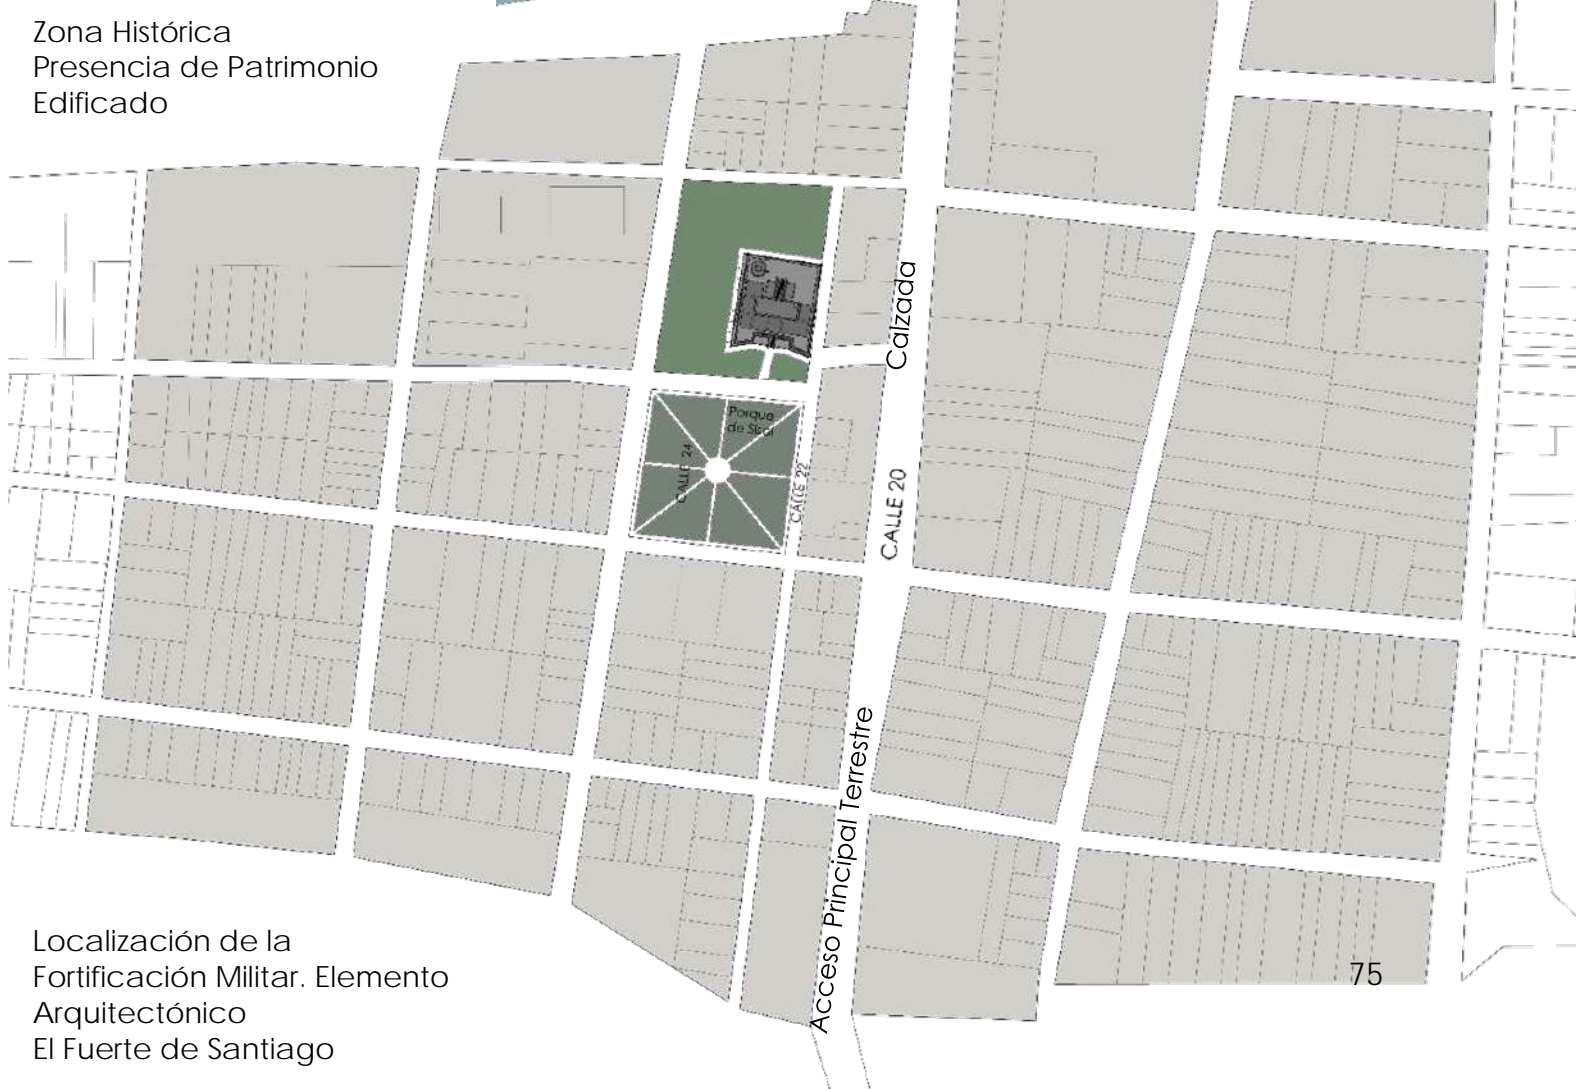 Zona Histórica
Presencia de Patrimonio
Edificado
Calzada
Parque
de Sisal
CALLE 24
CALLE 22
CALLE 20
Acceso Principal Terrestre
75
Localización de la
Fortificación Militar. Elemento
Arquitectónico
El Fuerte de Santiago